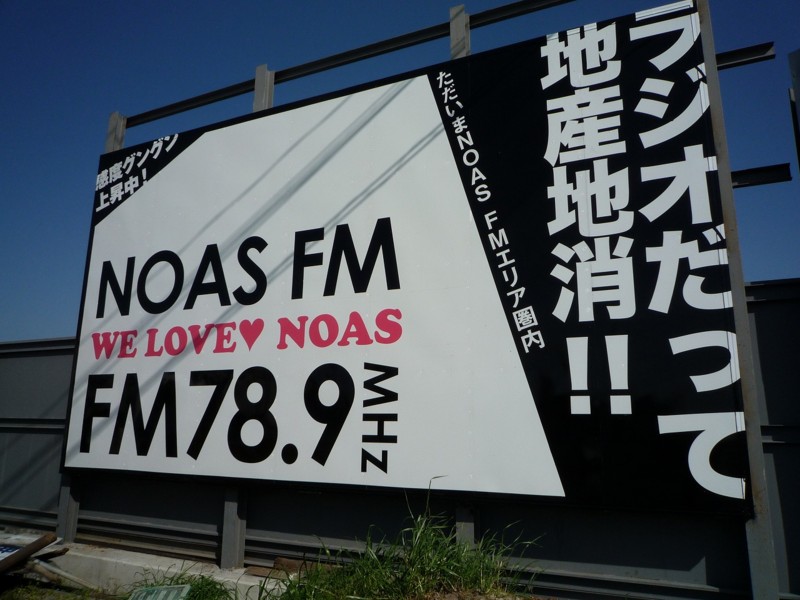 ラジオだって
地産地消!!
ただいまNOAS FMエリア圏内
感度グングン
上昇中!
NOAS FM
WE LOVE♥ NOAS
FM78.9MHz